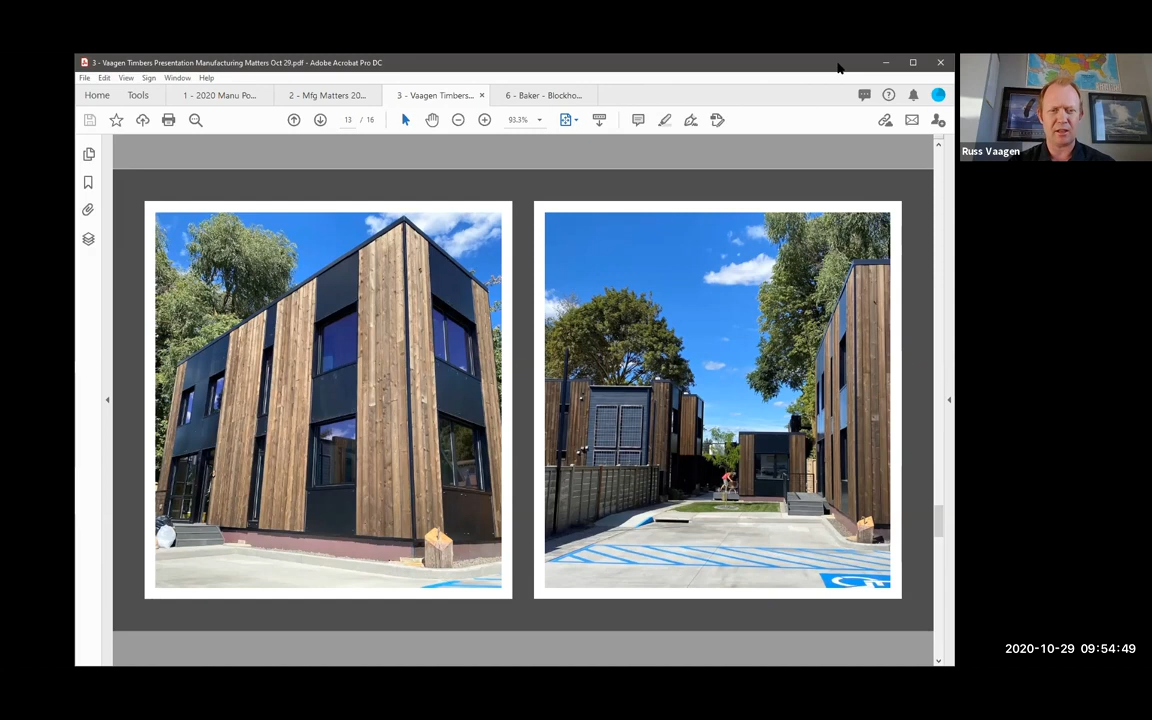 3 - Vaagen Timbers Presentation Manufacturing Matters Oct 29.pdf - Adobe Acrobat Pro DC
File Edit View Sign Window Help
Home Tools 1 - 2020 Manu Po... 2 - Mfg Matters 20... 3 - Vaagen Timbers... × 6 - Baker - Blockho...
13 / 16 93.3%
Russ Vaagen
2020-10-29 09:54:49